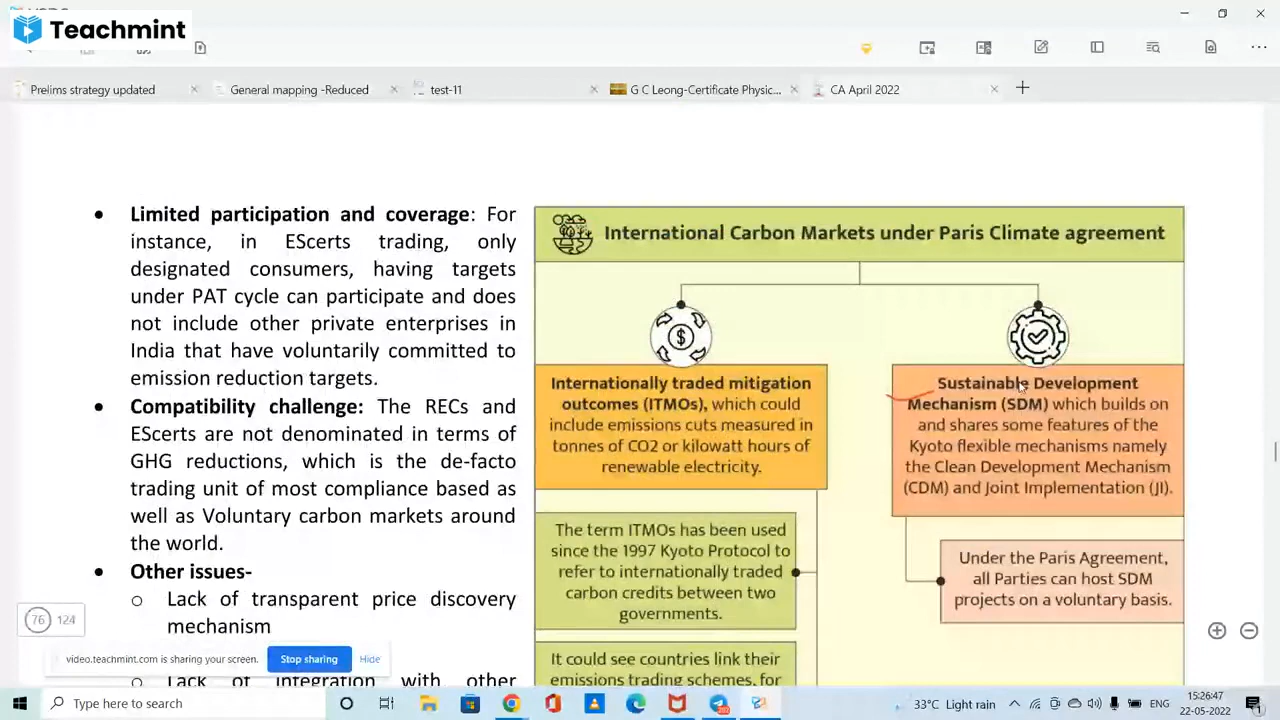 Teachmint
Prelims strategy updated
General mapping -Reduced
test-11
G C Leong-Certificate Physic...
CA April 2022
• Limited participation and coverage: For
instance, in EScerts trading, only
designated consumers, having targets
under PAT cycle can participate and does
not include other private enterprises in
India that have voluntarily committed to
emission reduction targets.
• Compatibility challenge: The RECs and
EScerts are not denominated in terms of
GHG reductions, which is the de-facto
trading unit of most compliance based as
well as Voluntary carbon markets around
the world.
• Other issues-
o Lack of transparent price discovery
mechanism
o Lack of integration with other
International Carbon Markets under Paris Climate agreement
Internationally traded mitigation
outcomes (ITMOs), which could
include emissions cuts measured in
tonnes of CO2 or kilowatt hours of
renewable electricity.
The term ITMOs has been used
since the 1997 Kyoto Protocol to
refer to internationally traded
carbon credits between two
governments.
It could see countries link their
emissions trading schemes, for
Sustainable Development
Mechanism (SDM) which builds on
and shares some features of the
Kyoto flexible mechanisms namely
the Clean Development Mechanism
(CDM) and Joint Implementation (JI).
Under the Paris Agreement,
all Parties can host SDM
projects on a voluntary basis.
76 124
video.teachmint.com is sharing your screen.
Stop sharing
Hide
Type here to search
33°C Light rain
ENG
15:26:47
22-05-2022